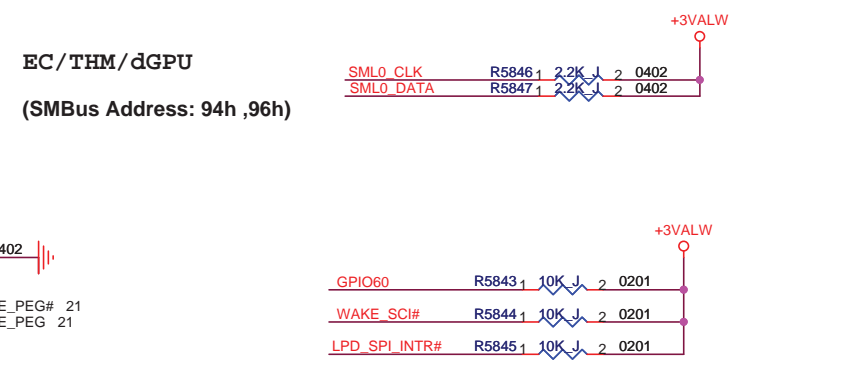 +3VALW
EC/THM/dGPU
SML0_CLK R5846 1 2.2K_J 2 0402
SML0_DATA R5847 1 2.2K_J 2 0402
(SMBus Address: 94h ,96h)
+3VALW
402
GPIO60 R5843 1 10K_J 2 0201
E_PEG# 21
WAKE_SCI# R5844 1 10K_J 2 0201
E_PEG 21
LPD_SPI_INTR# R5845 1 10K_J 2 0201